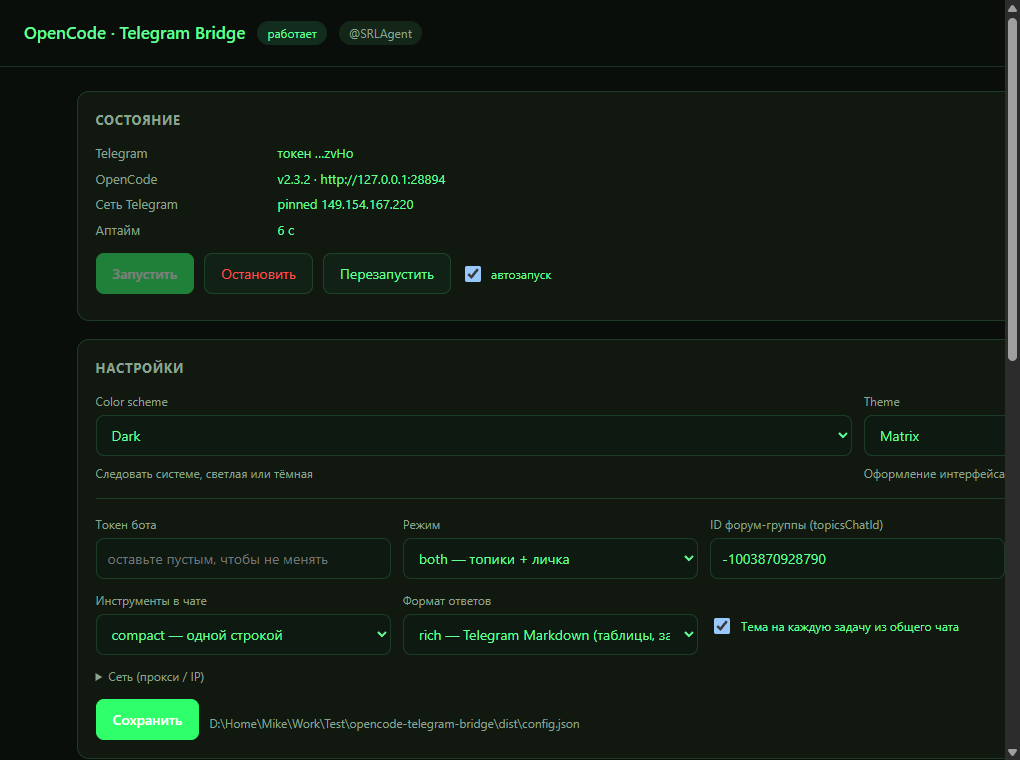 OpenCode · Telegram Bridge работает @SRLAgent
СОСТОЯНИЕ
Telegram токен ...zvHo
OpenCode v2.3.2 · http://127.0.0.1:28894
Сеть Telegram pinned 149.154.167.220
Аптайм 6 с
Запустить Остановить Перезапустить автозапуск
НАСТРОЙКИ
Color scheme Theme
Dark Matrix
Следовать системе, светлая или тёмная Оформление интерфейса
Токен бота Режим ID форум-группы (topicsChatId)
оставьте пустым, чтобы не менять both — топики + личка -1003870928790
Инструменты в чате Формат ответов
compact — одной строкой rich — Telegram Markdown (таблицы, за Тема на каждую задачу из общего чата
Сеть (прокси / IP)
Сохранить D:\Home\Mike\Work\Test\opencode-telegram-bridge\dist\config.json